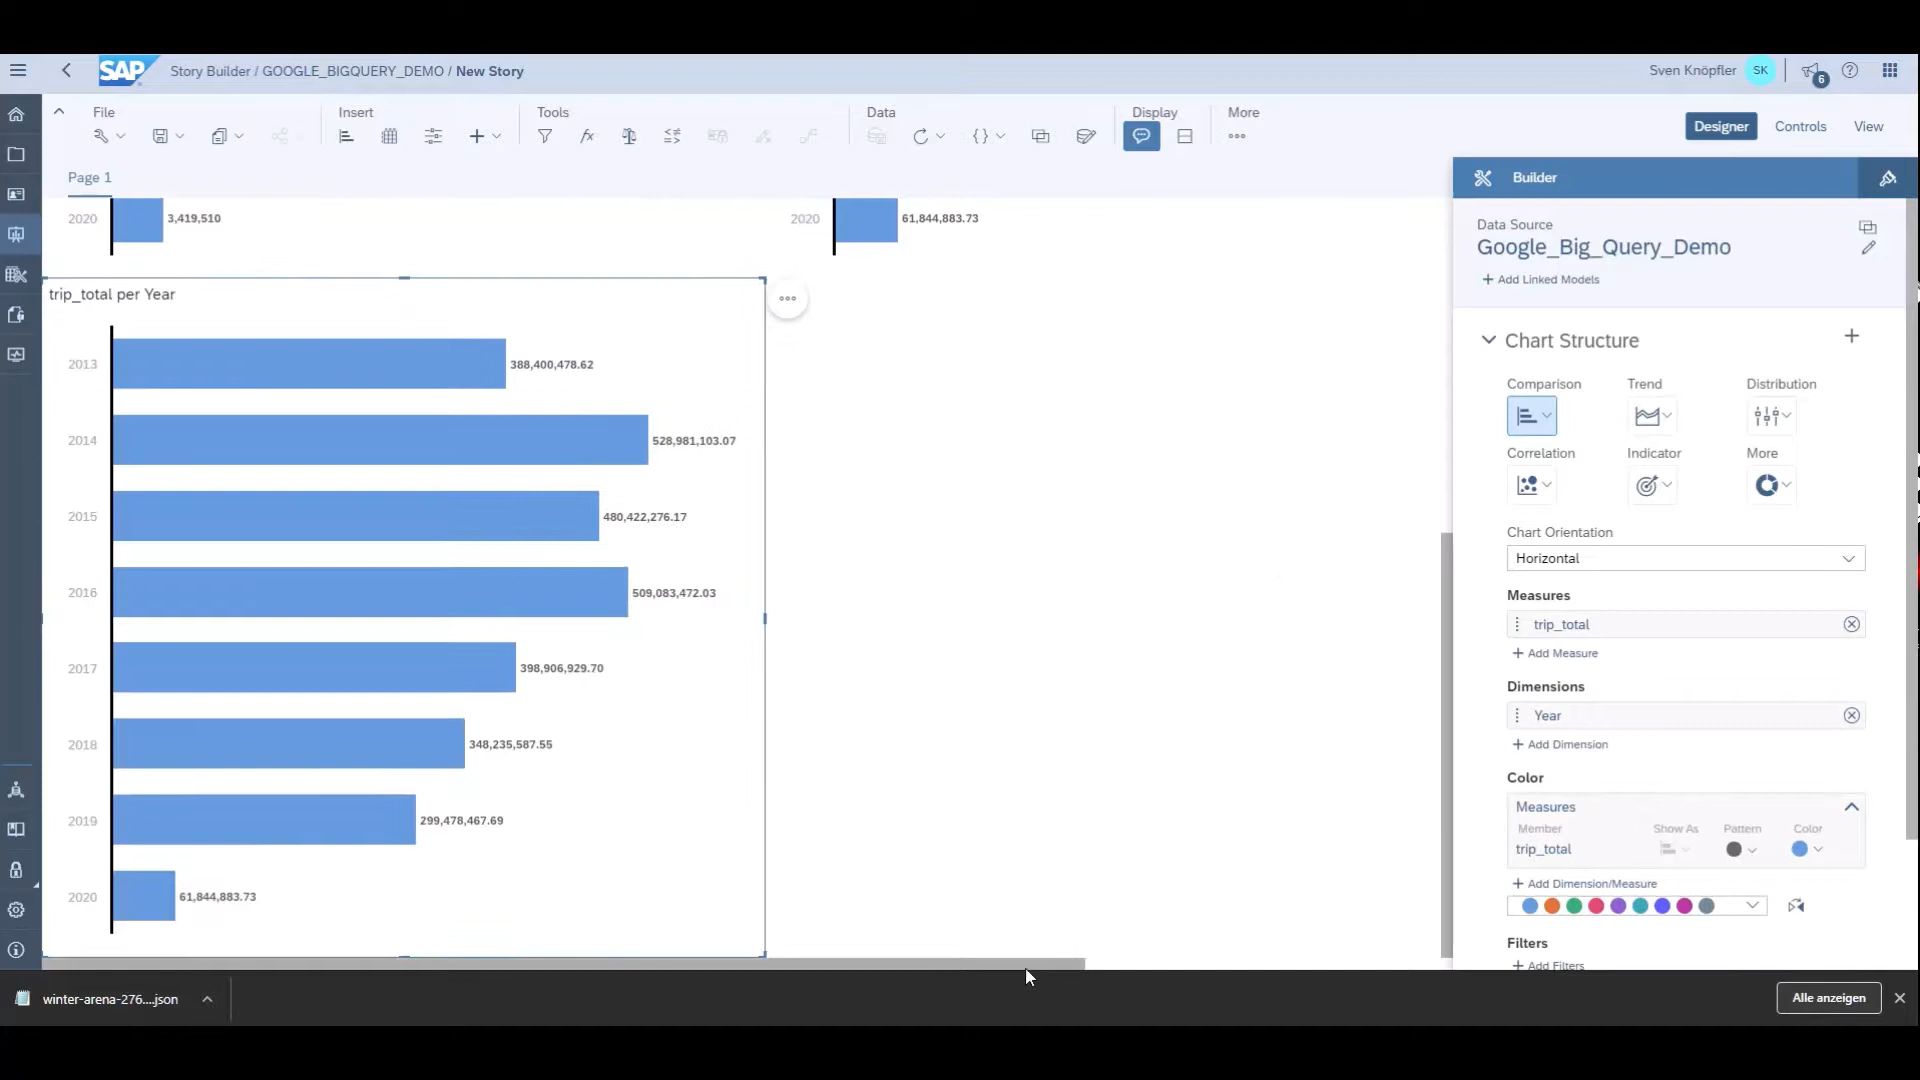 SAP Story Builder / GOOGLE_BIGQUERY_DEMO / New Story
Sven Knöpfler SK 6
File Insert Tools Data Display More
Designer Controls View
Page 1
2020 3,419,510
2020 61,844,883.73
trip_total per Year
2013 388,400,478.62
2014 528,981,103.07
2015 480,422,276.17
2016 509,083,472.03
2017 398,906,929.70
2018 348,235,587.55
2019 299,478,467.69
2020 61,844,883.73
Builder
Data Source
Google_Big_Query_Demo
+ Add Linked Models
Chart Structure
Comparison Trend Distribution
Correlation Indicator More
Chart Orientation
Horizontal
Measures
trip_total
+ Add Measure
Dimensions
Year
+ Add Dimension
Color
Measures
Member Show As Pattern Color
trip_total
+ Add Dimension/Measure
Filters
+ Add Filters
winter-arena-276....json
Alle anzeigen